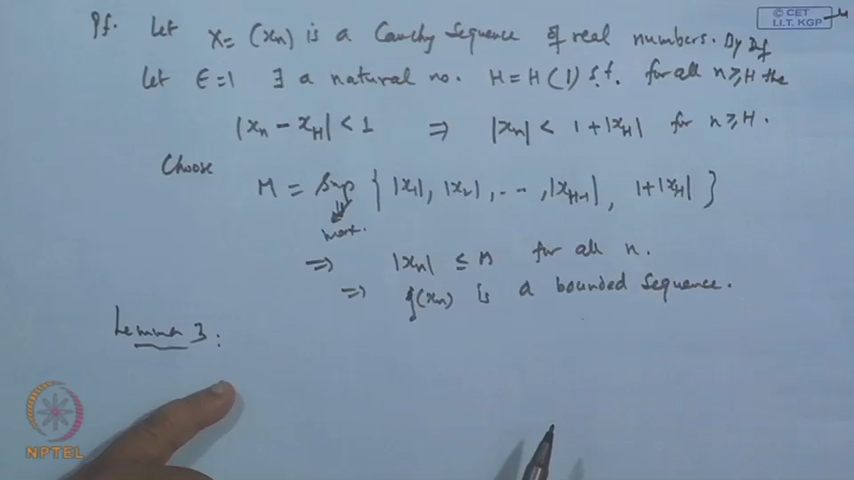 © CET
I.I.T. KGP
Pf. Let X = (xn) is a Cauchy Sequence of real numbers. By Df
Let ϵ=1 ∃ a natural no. H = H(1) s.t. for all n ≥ H the
|xn - xH| < 1 ⇒ |xn| < 1 + |xH| for n ≥ H.
Choose
M = Sup { |x1|, |x2|, . . . , |xH-1|, 1+|xH| }
max.
⇒ |xn| ≤ M for all n.
⇒ (xn) is a bounded sequence.
Lemma 3:
NPTEL